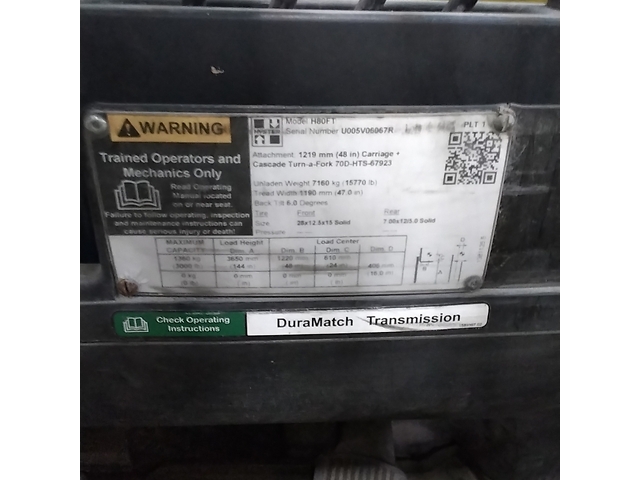 WARNING
Trained Operators and
Mechanics Only
Read Operating
Manual located
on or near seat.
Failure to follow operating, inspection
and maintenance instructions can
cause serious injury or death
HYSTER
Model H80FT
Serial Number U005V06067R
PLT 1
Attachment: 1219 mm (48 in) Carriage +
Cascade Turn-a-Fork 70D-HTS-67923
Unladen Weight 7160 kg (15770 lb)
Tread Width 1190 mm (47.0 in)
Back Tilt 6.0 Degrees
Tire Front Rear
Size 28x12.5x15 Solid 7.00x12/3.0 Solid
Pressure
MAXIMUM Load Height Load Center
CAPACITY Dim. A Dim. B Dim. C Dim. D
1360 kg 3650 mm 1220 mm 610 mm
3000 lb 144 48 24 406 mm
0 kg 0 mm 0 mm 0 mm (16.0 in)
Check Operating
Instructions
DuraMatch Transmission